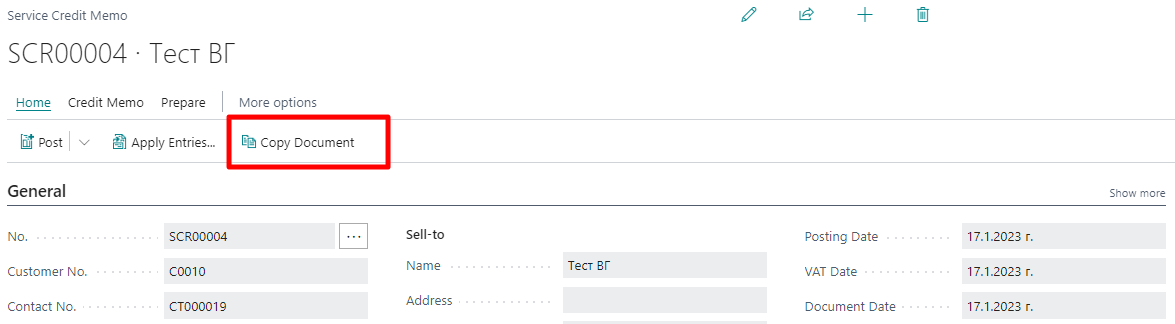 Service Credit Memo
SCR00004 · Тест ВГ
Home Credit Memo Prepare More options
Post Apply Entries... Copy Document
General Show more
No. SCR00004 ... Sell-to Posting Date 17.1.2023 г.
Customer No. C0010 Name Тест ВГ VAT Date 17.1.2023 г.
Contact No. CT000019 Address Document Date 17.1.2023 г.